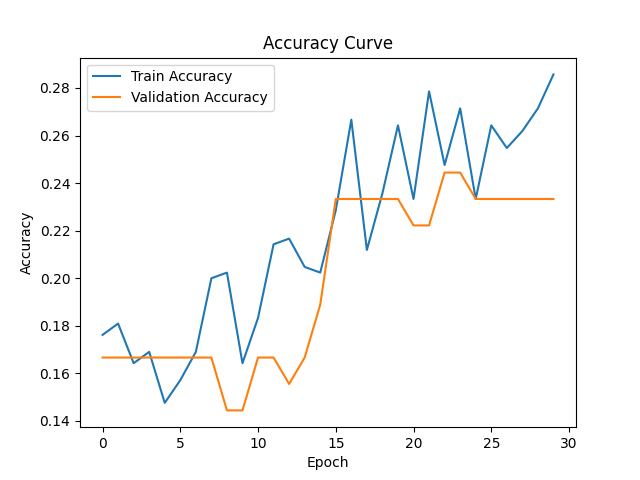 Accuracy Curve
Train Accuracy
Validation Accuracy
0.28
0.26
0.24
0.22
0.20
0.18
0.16
0.14
Accuracy
0 5 10 15 20 25 30
Epoch